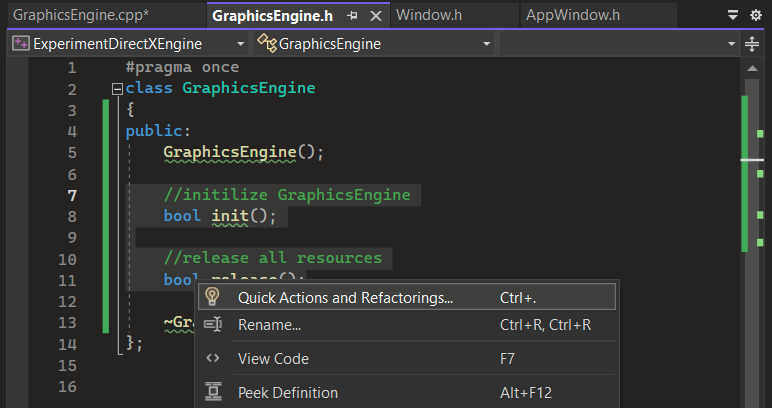 GraphicsEngine.cpp* GraphicsEngine.h Window.h AppWindow.h
ExperimentDirectXEngine GraphicsEngine
1 #pragma once
2 class GraphicsEngine
3 {
4 public:
5 GraphicsEngine();
6
7 //initilize GraphicsEngine
8 bool init();
9
10 //release all resources
11 bool release();
12
13 ~Gra
14 };
15
16
Quick Actions and Refactorings... Ctrl+.
Rename... Ctrl+R, Ctrl+R
View Code F7
Peek Definition Alt+F12